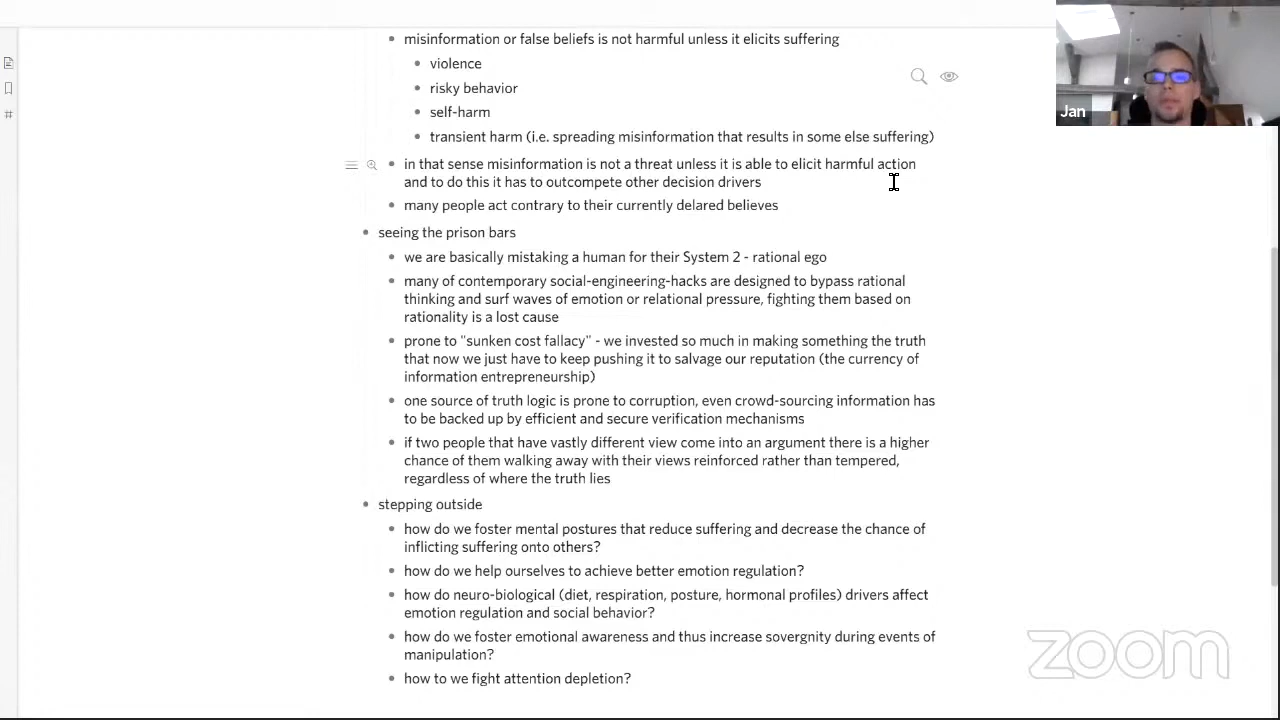 misinformation or false beliefs is not harmful unless it elicits suffering
violence
risky behavior
self-harm
transient harm (i.e. spreading misinformation that results in some else suffering)
Jan
in that sense misinformation is not a threat unless it is able to elicit harmful action
and to do this it has to outcompete other decision drivers
many people act contrary to their currently delared believes
seeing the prison bars
we are basically mistaking a human for their System 2 - rational ego
many of contemporary social-engineering-hacks are designed to bypass rational
thinking and surf waves of emotion or relational pressure, fighting them based on
rationality is a lost cause
prone to "sunken cost fallacy" - we invested so much in making something the truth
that now we just have to keep pushing it to salvage our reputation (the currency of
information entrepreneurship)
one source of truth logic is prone to corruption, even crowd-sourcing information has
to be backed up by efficient and secure verification mechanisms
if two people that have vastly different view come into an argument there is a higher
chance of them walking away with their views reinforced rather than tempered,
regardless of where the truth lies
stepping outside
how do we foster mental postures that reduce suffering and decrease the chance of
inflicting suffering onto others?
how do we help ourselves to achieve better emotion regulation?
how do neuro-biological (diet, respiration, posture, hormonal profiles) drivers affect
emotion regulation and social behavior?
how do we foster emotional awareness and thus increase sovergnity during events of
manipulation?
how to we fight attention depletion?
zoom